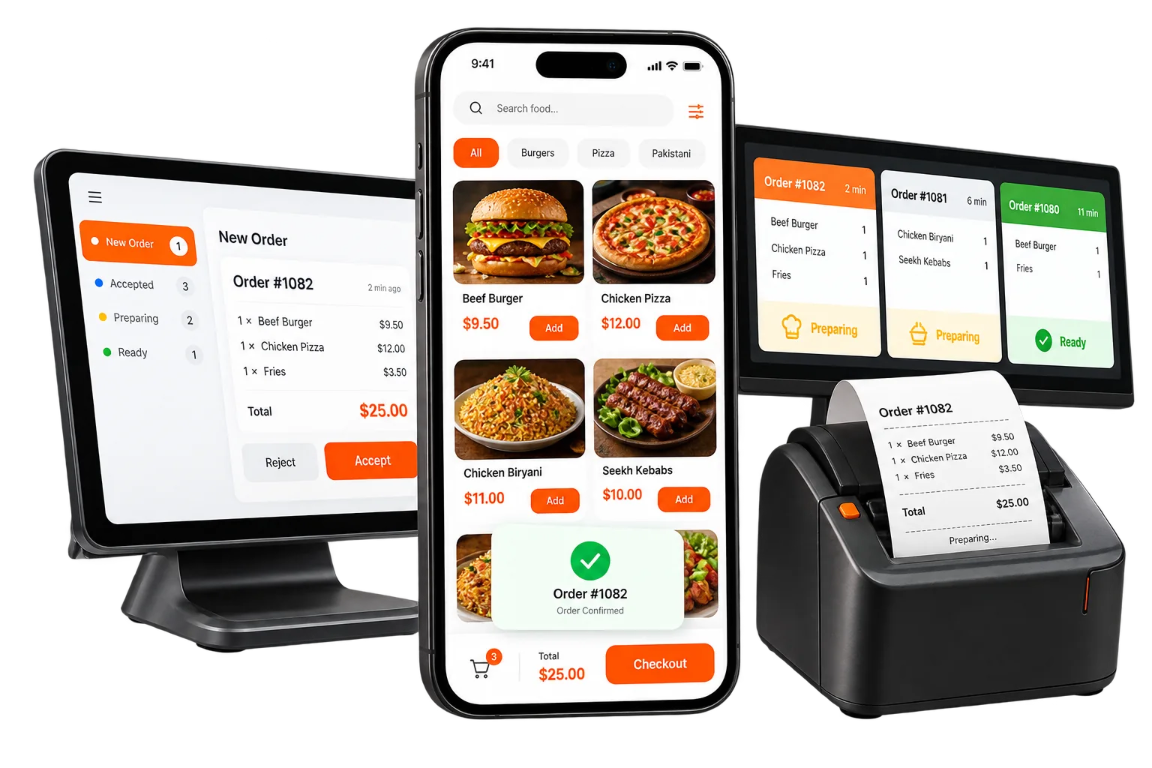 New Order 1
Accepted 3
Preparing 2
Ready 1
New Order
Order #1082 2 min ago
1 × Beef Burger $9.50
1 × Chicken Pizza $12.00
1 × Fries $3.50
Total $25.00
Reject Accept
9:41
Search food...
All Burgers Pizza Pakistani
Beef Burger Chicken Pizza
$9.50 Add $12.00 Add
Chicken Biryani Seekh Kebabs
$11.00 Add $10.00 Add
Order #1082
Order Confirmed
3
Total
$25.00
Checkout
Order #1082 2 min
Beef Burger 1
Chicken Pizza 1
Fries 1
Preparing
Order #1081 6 min
Chicken Biryani 1
Seekh Kebabs 1
Preparing
Order #1080 11 min
Beef Burger 1
Fries 1
Ready
Order #1082
1 × Beef Burger $9.50
1 × Chicken Pizza $12.00
1 × Fries $3.50
Total $25.00
Preparing...